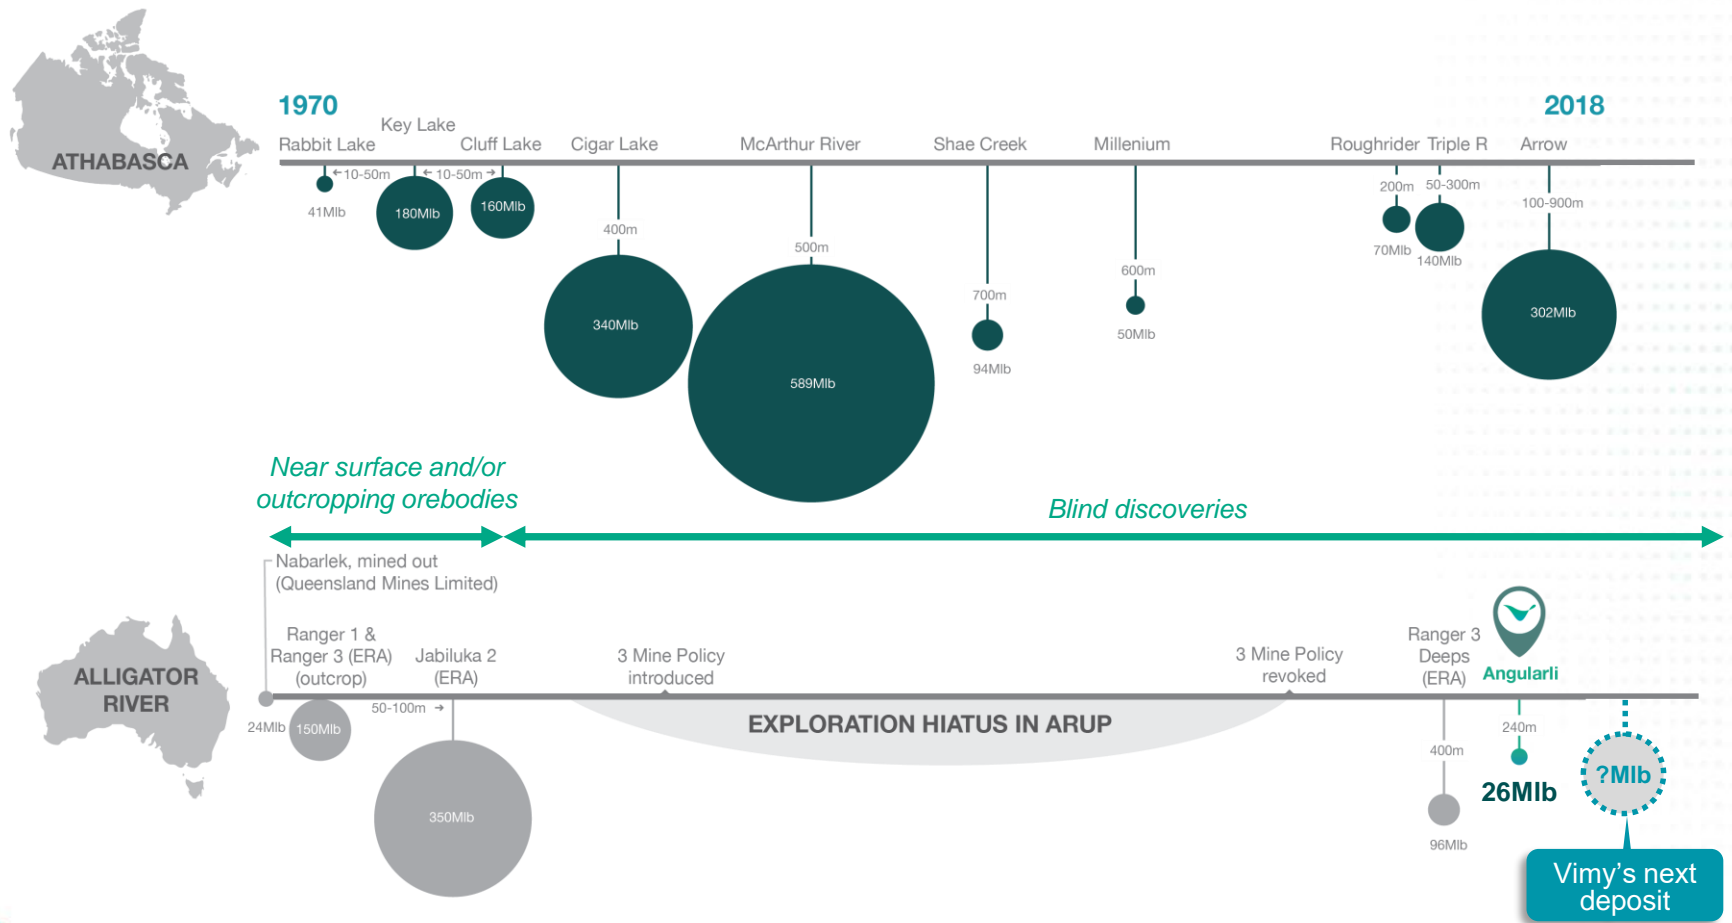 ATHABASCA
1970
2018
Rabbit Lake
Key Lake
Cluff Lake
Cigar Lake
McArthur River
Shae Creek
Millenium
Roughrider
Triple R
Arrow
←10-50m
←10-50m→
41Mlb
180Mlb
160Mlb
400m
340Mlb
500m
589Mlb
700m
94Mlb
600m
50Mlb
200m
70Mlb
50-300m
140Mlb
100-900m
302Mlb
Near surface and/or
outcropping orebodies
Blind discoveries
ALLIGATOR
RIVER
Nabarlek, mined out
(Queensland Mines Limited)
24Mlb
Ranger 1 &
Ranger 3 (ERA)
(outcrop)
150Mlb
Jabiluka 2
(ERA)
50-100m →
350Mlb
3 Mine Policy
introduced
EXPLORATION HIATUS IN ARUP
3 Mine Policy
revoked
Ranger 3
Deeps
(ERA)
400m
96Mlb
Angularli
240m
26Mlb
?Mlb
Vimy's next
deposit